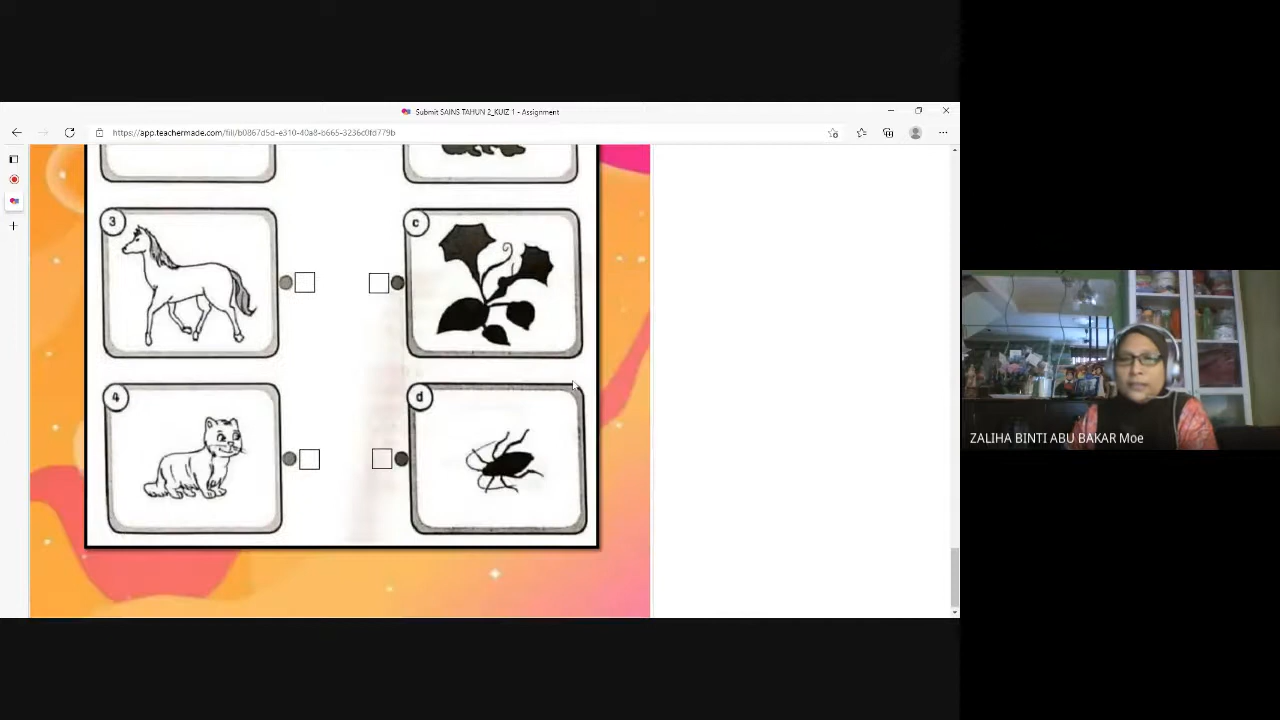 Submit SAINS TAHUN 2_KUIZ 1 - Assignment
https://app.teachermade.com/fill/b0867d5d-e310-40a8-b665-3236c0fd779b
3
c
4
d
ZALIHA BINTI ABU BAKAR Moe